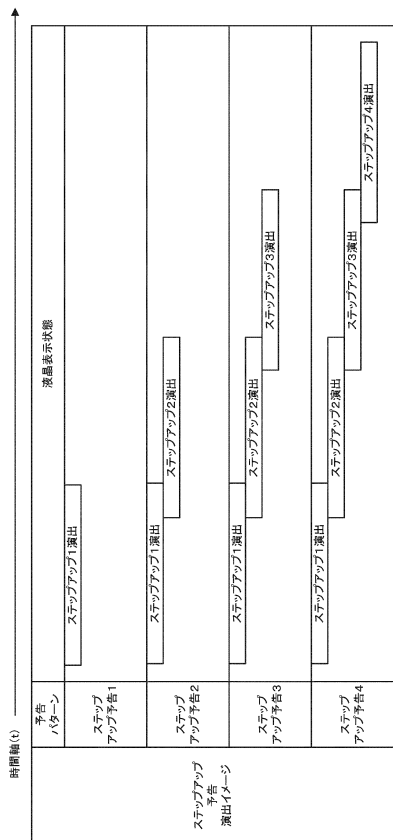 時間軸(t)
ステップアップ
予告
演出イメージ
予告
パターン
液晶表示状態
ステップ
アップ予告1
ステップアップ1演出
ステップ
アップ予告2
ステップアップ1演出
ステップアップ2演出
ステップ
アップ予告3
ステップアップ1演出
ステップアップ2演出
ステップアップ3演出
ステップ
アップ予告4
ステップアップ1演出
ステップアップ2演出
ステップアップ3演出
ステップアップ4演出